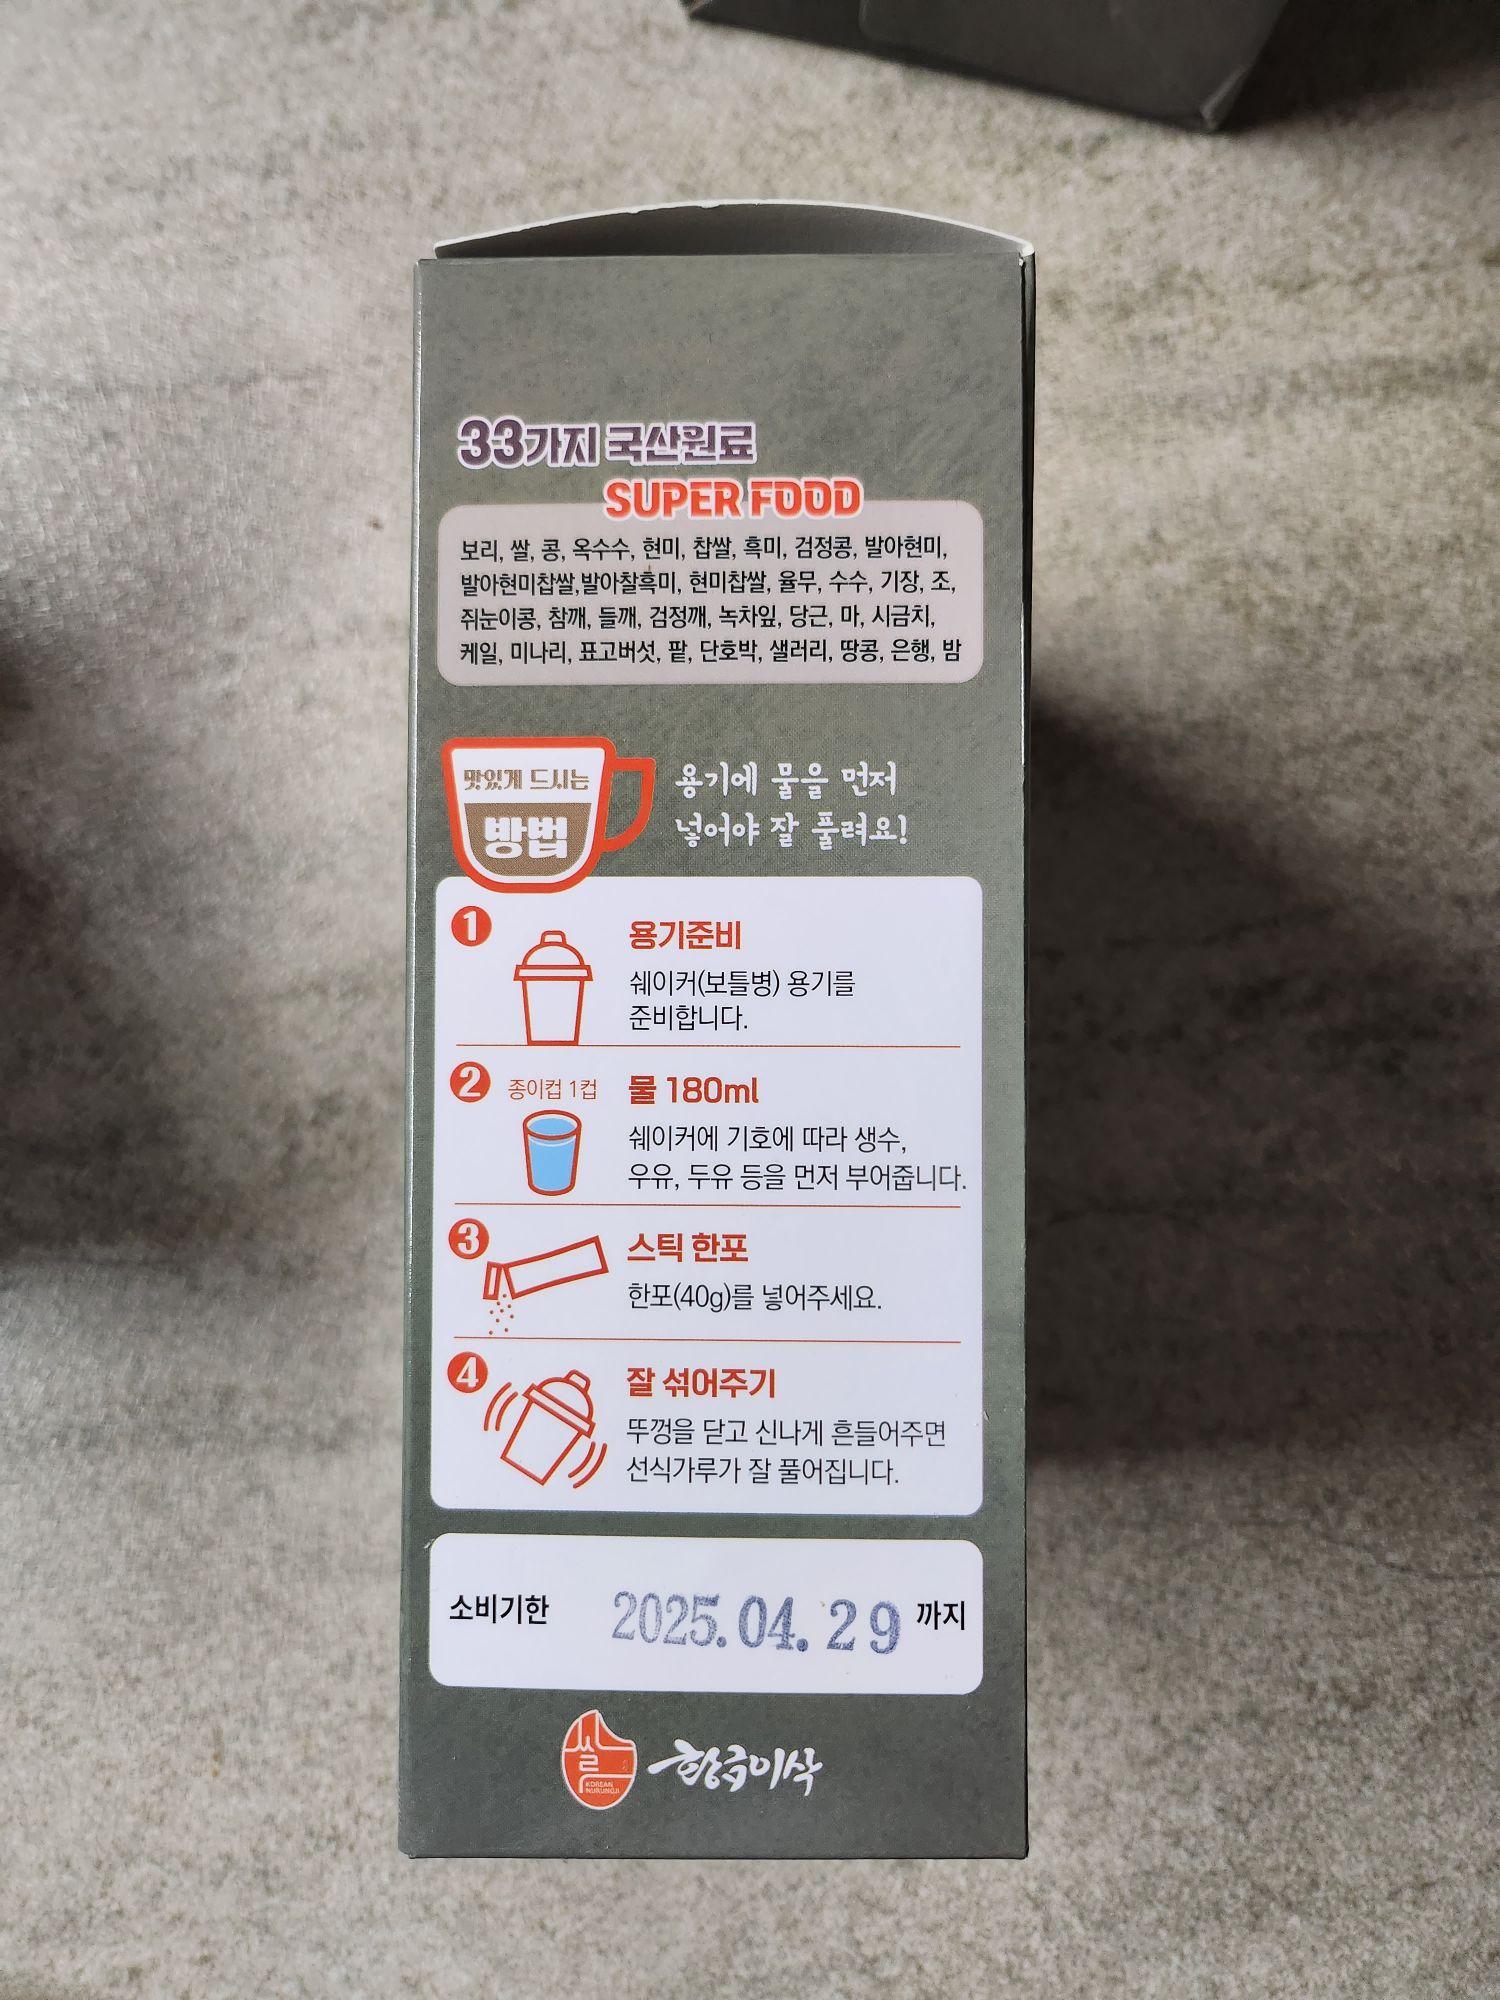 33가지 국산원료
SUPER FOOD
보리, 쌀, 콩, 옥수수, 현미, 찹쌀, 흑미, 검정콩, 발아현미,
발아현미찹쌀,발아찰흑미, 현미찹쌀, 율무, 수수, 기장, 조,
쥐눈이콩, 참깨, 들깨, 검정깨, 녹차잎, 당근, 마, 시금치,
케일, 미나리, 표고버섯, 팥, 단호박, 샐러리, 땅콩, 은행, 밤
맛있게 드시는
방법
용기에 물을 먼저
넣어야 잘 풀려요!
1
용기준비
쉐이커(보틀병) 용기를
준비합니다.
2
종이컵 1컵
물 180ml
쉐이커에 기호에 따라 생수,
우유, 두유 등을 먼저 부어줍니다.
3
스틱 한포
한포(40g)를 넣어주세요.
4
잘 섞어주기
뚜껑을 닫고 신나게 흔들어주면
선식가루가 잘 풀어집니다.
소비기한 2025.04.29 까지
쌀
KOREAN
NURUNGJI
황금이삭